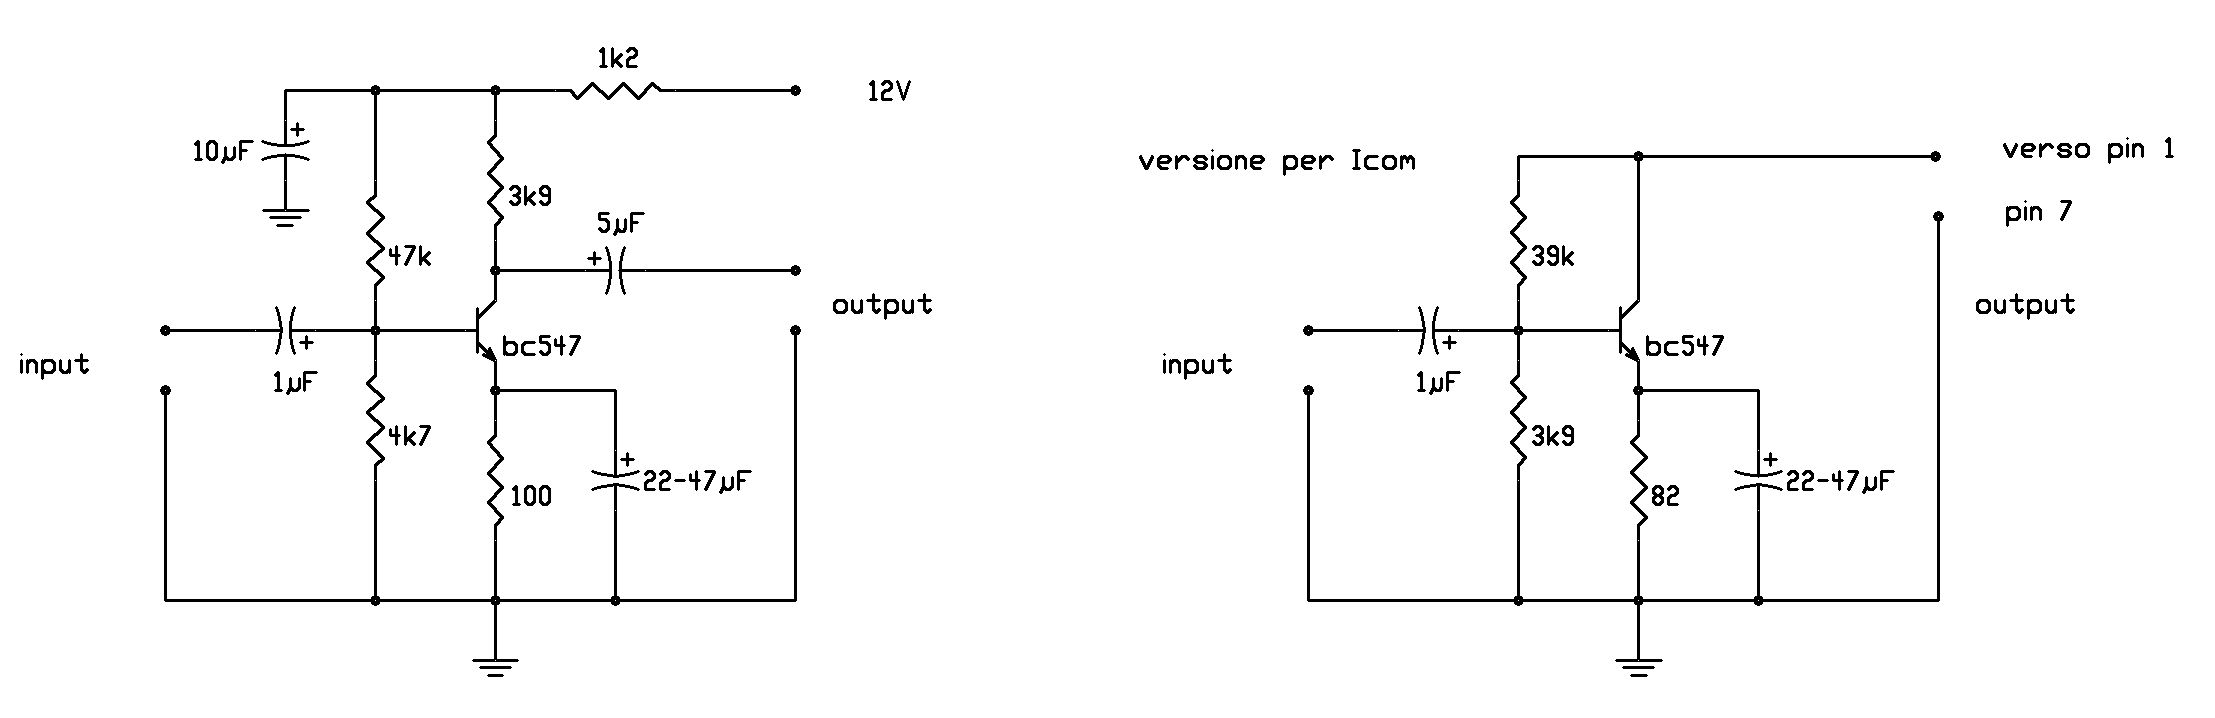 1k2
12V
+
10µF
3k9
5µF
+
47k
output
bc547
+
input
1µF
4k7
+
22-47µF
100
versione per Icom
verso pin 1
pin 7
39k
output
bc547
+
input
1µF
3k9
+
22-47µF
82